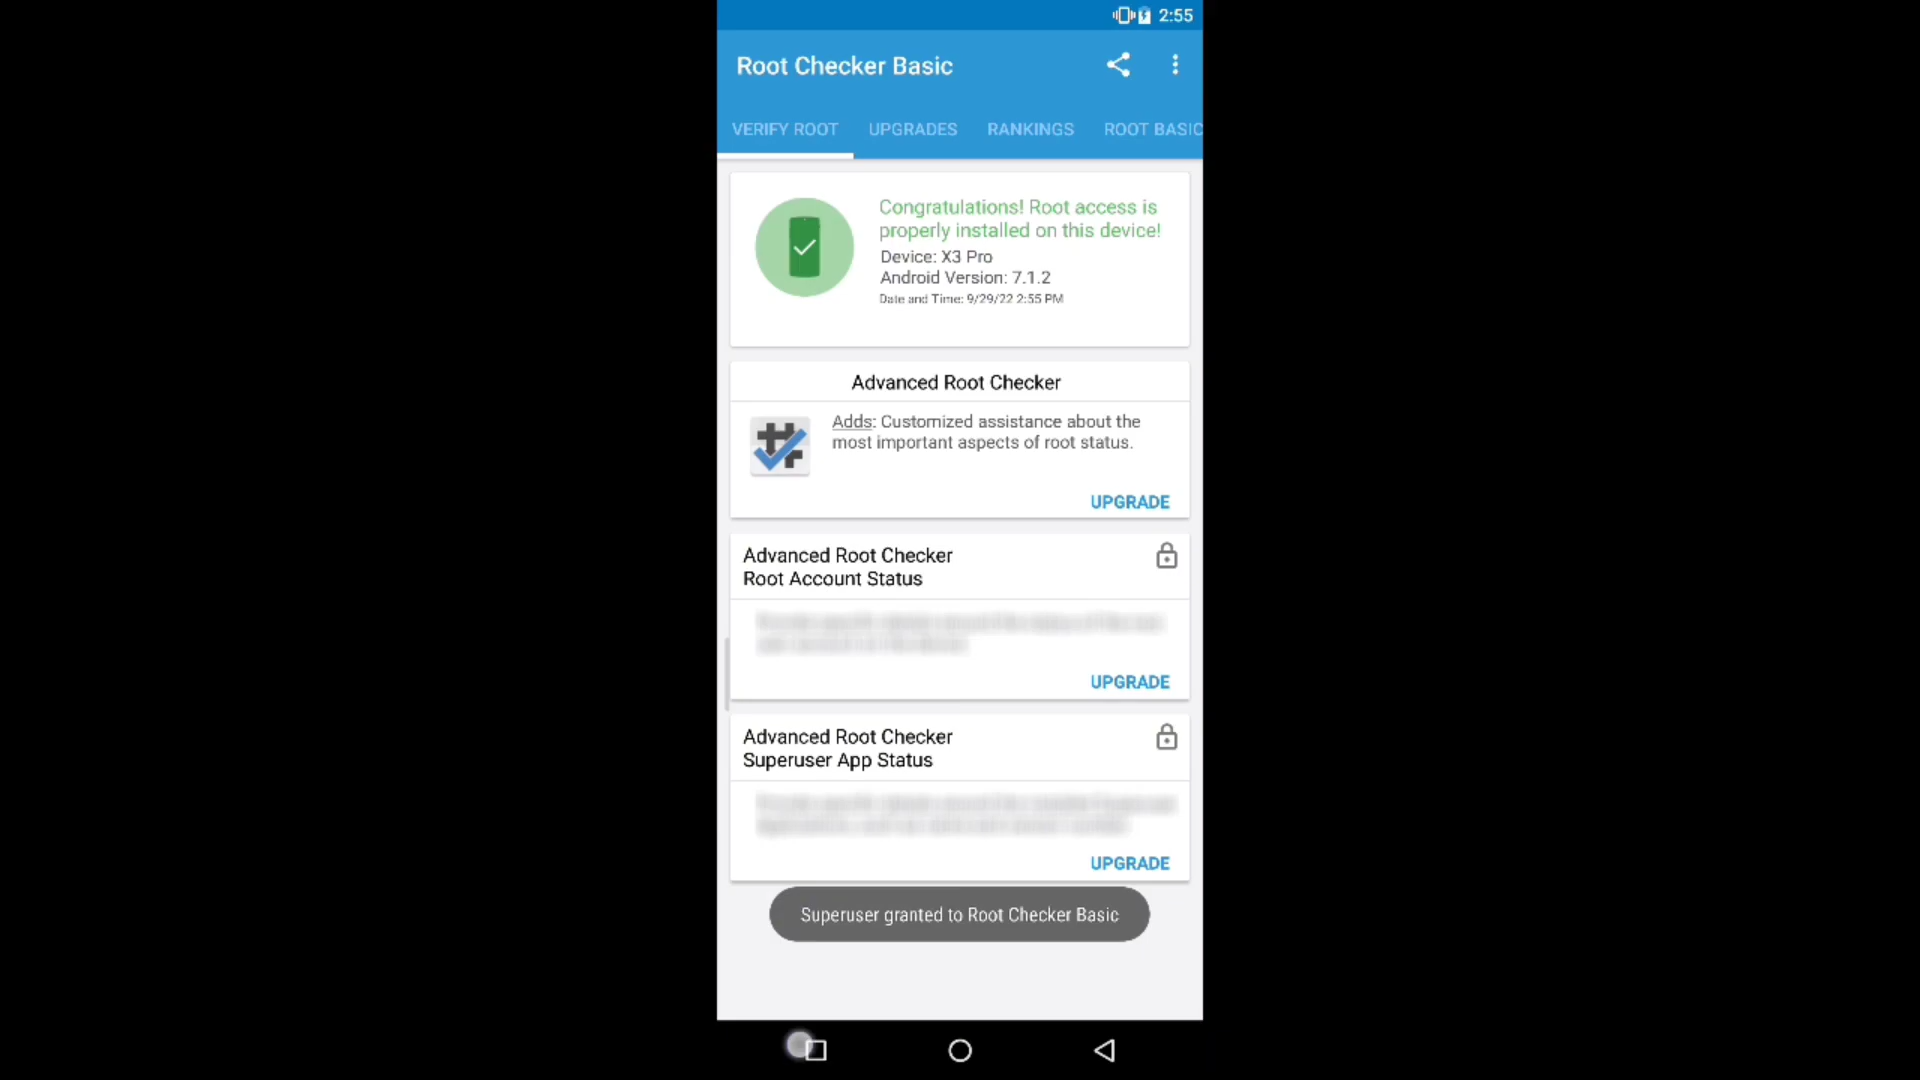 2:55
Root Checker Basic
VERIFY ROOT UPGRADES RANKINGS ROOT BASIC
Congratulations! Root access is
properly installed on this device!
Device: X3 Pro
Android Version: 7.1.2
Date and Time: 9/29/22 2:55 PM
Advanced Root Checker
Adds: Customized assistance about the
most important aspects of root status.
UPGRADE
Advanced Root Checker
Root Account Status
UPGRADE
Advanced Root Checker
Superuser App Status
UPGRADE
Superuser granted to Root Checker Basic